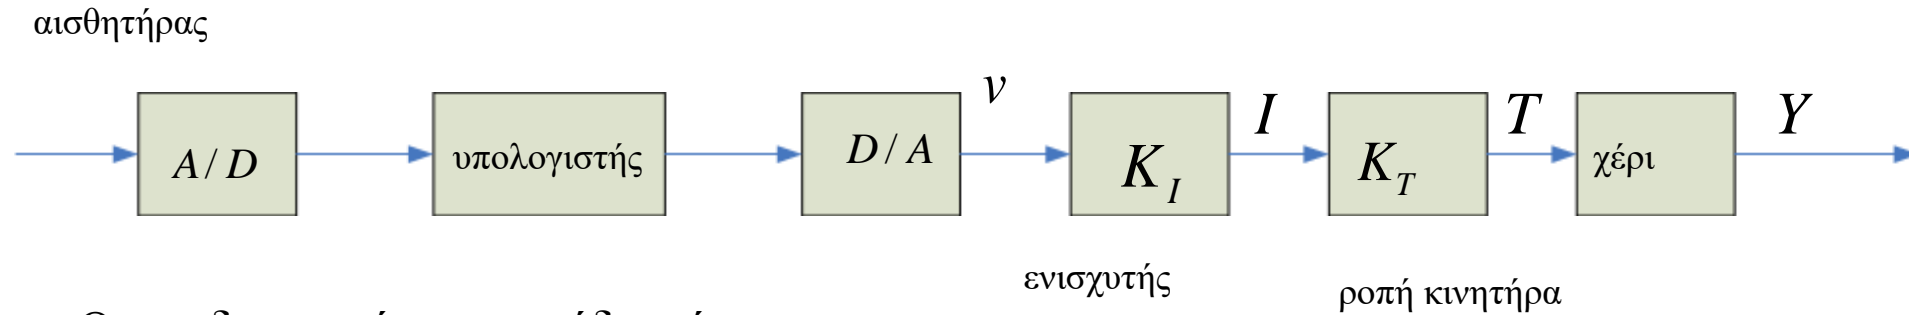 αισθητήρας
A / D
υπολογιστής
D / A
v
K_I
I
K_T
T
χέρι
Y
ενισχυτής
ροπή κινητήρα